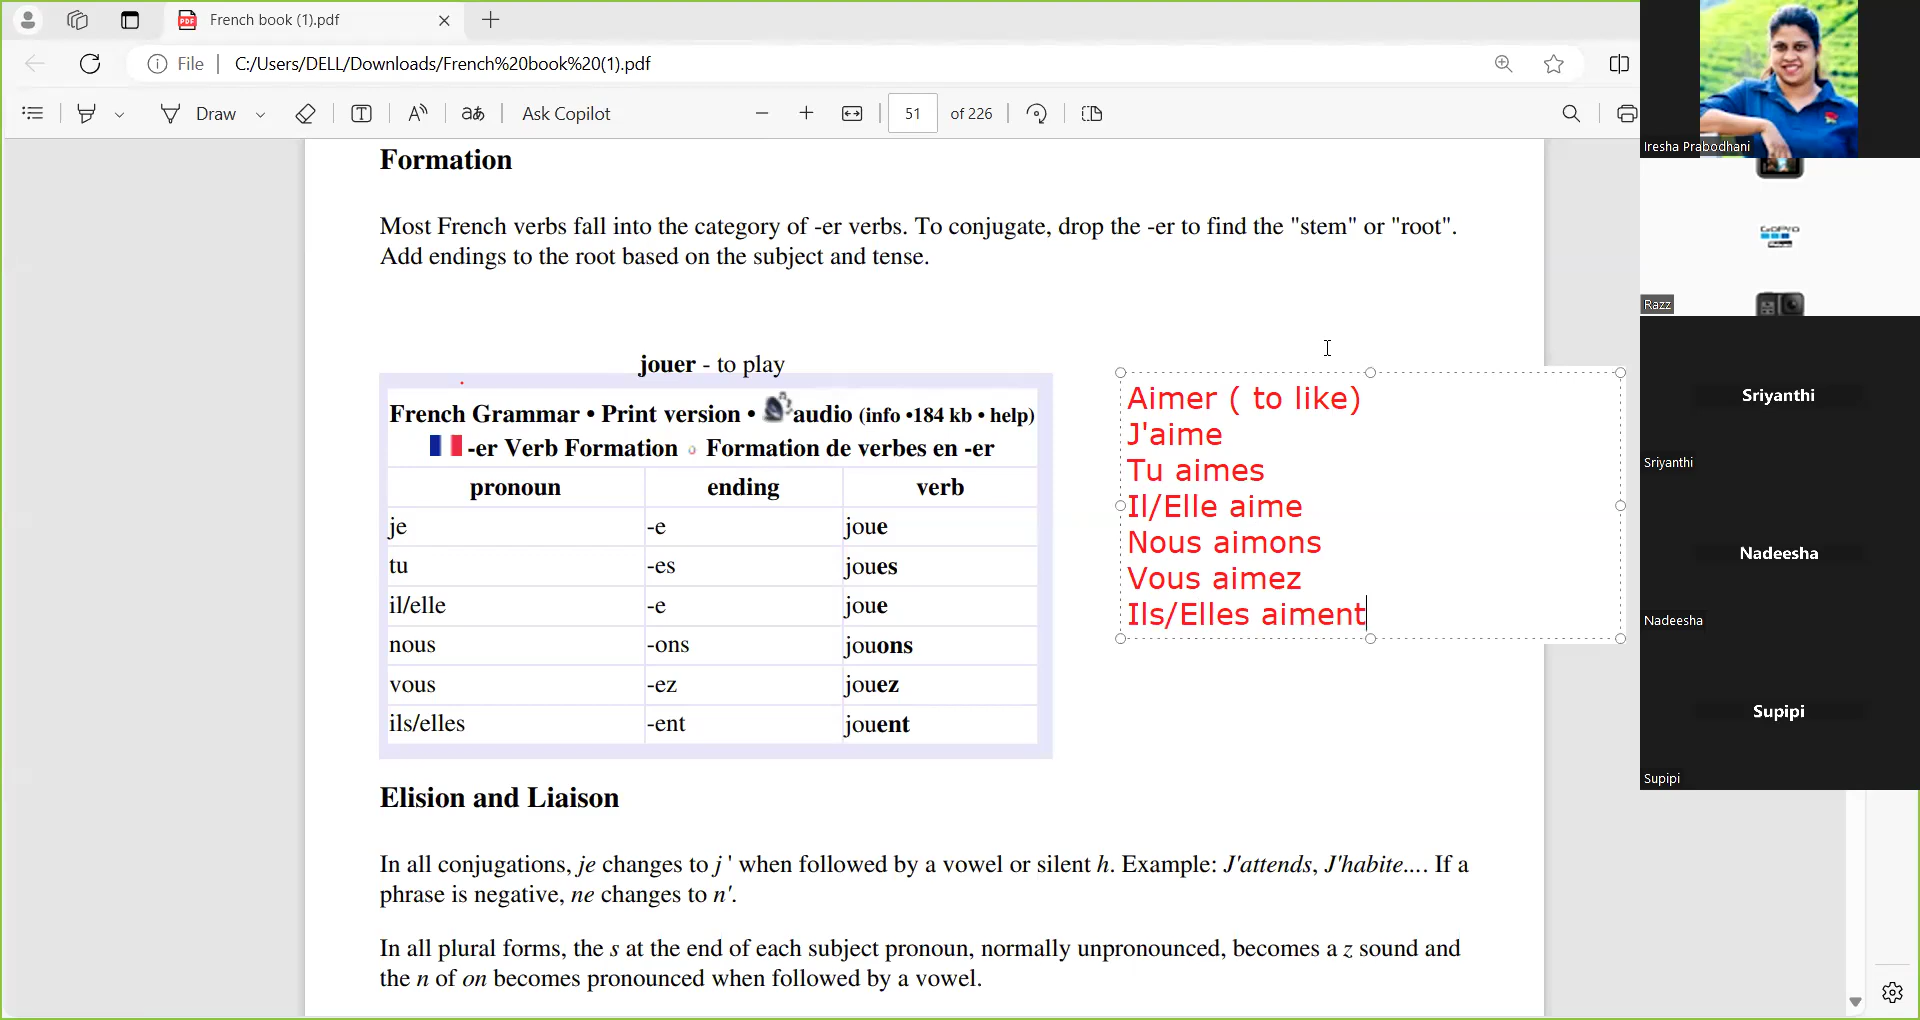 French book (1).pdf
File
C:/Users/DELL/Downloads/French%20book%20(1).pdf
Draw
aあ
Ask Copilot
51 of 226
Formation
Most French verbs fall into the category of -er verbs. To conjugate, drop the -er to find the "stem" or "root".
Add endings to the root based on the subject and tense.
jouer - to play
French Grammar • Print version • audio (info •184 kb • help)
-er Verb Formation Formation de verbes en -er
pronoun ending verb
je -e joue
tu -es joues
il/elle -e joue
nous -ons jouons
vous -ez jouez
ils/elles -ent jouent
Aimer ( to like)
J'aime
Tu aimes
Il/Elle aime
Nous aimons
Vous aimez
Ils/Elles aiment
Elision and Liaison
In all conjugations, je changes to j ' when followed by a vowel or silent h. Example: J'attends, J'habite.... If a
phrase is negative, ne changes to n'.
In all plural forms, the s at the end of each subject pronoun, normally unpronounced, becomes a z sound and
the n of on becomes pronounced when followed by a vowel.
Iresha Prabodhani
GoPro
Razz
Sriyanthi
Sriyanthi
Nadeesha
Nadeesha
Supipi
Supipi